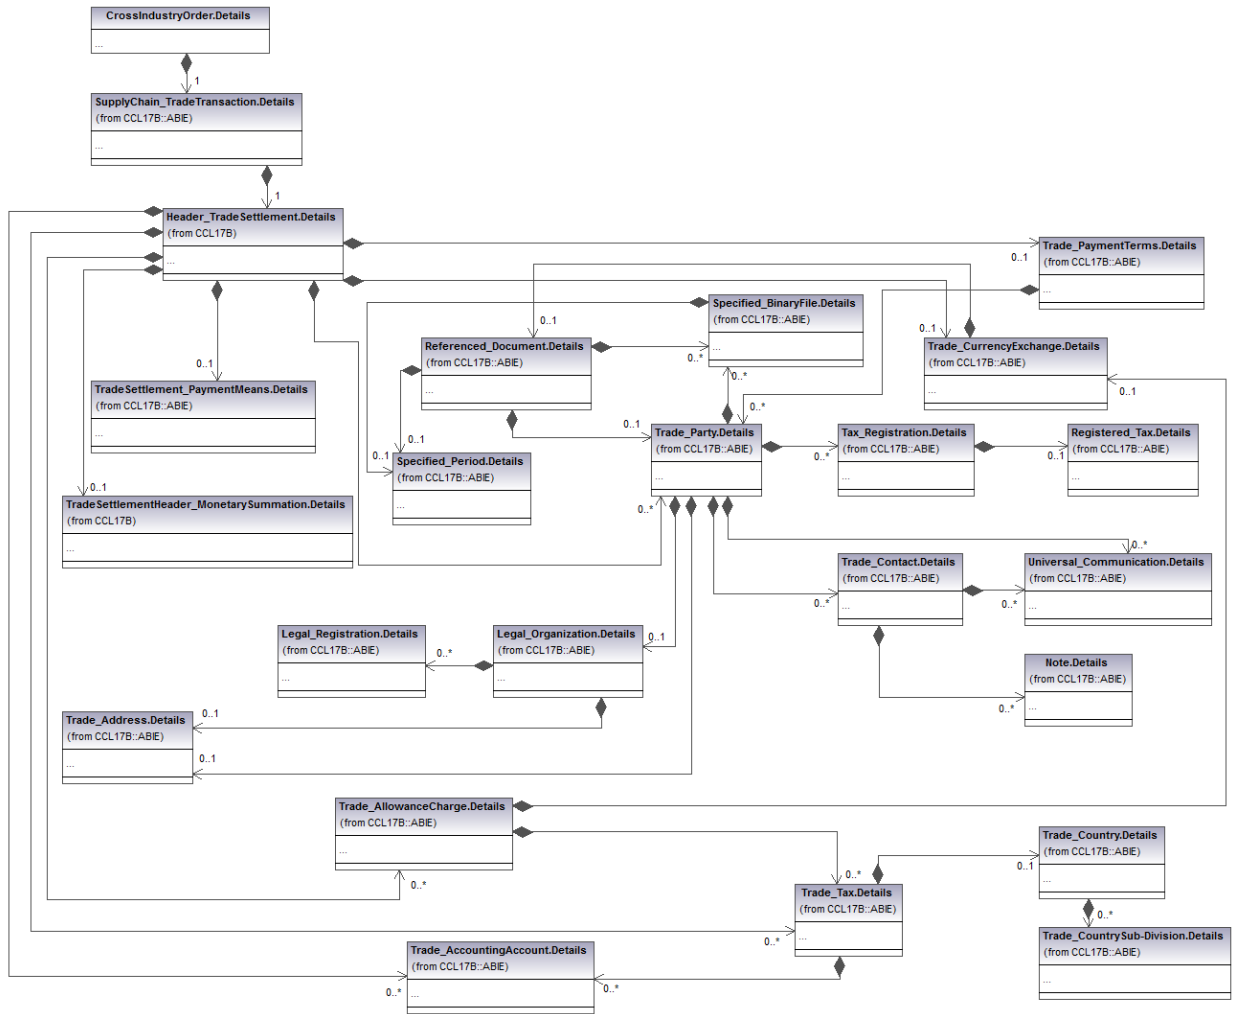 CrossIndustryOrder.Details
...
1
SupplyChain_TradeTransaction.Details
(from CCL17B::ABIE)
...
1
Header_TradeSettlement.Details
(from CCL17B)
...
Trade_PaymentTerms.Details
(from CCL17B::ABIE)
...
0..1
Specified_BinaryFile.Details
(from CCL17B::ABIE)
...
0..*
0..*
0..1
Referenced_Document.Details
(from CCL17B::ABIE)
...
0..1
Trade_CurrencyExchange.Details
(from CCL17B::ABIE)
...
0..1
0..1
TradeSettlement_PaymentMeans.Details
(from CCL17B::ABIE)
...
0..*
0..1
Trade_Party.Details
(from CCL17B::ABIE)
...
0..*
Tax_Registration.Details
(from CCL17B::ABIE)
...
0..*
Registered_Tax.Details
(from CCL17B::ABIE)
...
0..1
0..1
0..1
Specified_Period.Details
(from CCL17B::ABIE)
...
0..1
TradeSettlementHeader_MonetarySummation.Details
(from CCL17B)
...
Trade_Contact.Details
(from CCL17B::ABIE)
...
0..*
0..*
Universal_Communication.Details
(from CCL17B::ABIE)
...
0..*
Legal_Registration.Details
(from CCL17B::ABIE)
...
0..*
Legal_Organization.Details
(from CCL17B::ABIE)
...
0..1
Note.Details
(from CCL17B::ABIE)
...
0..*
Trade_Address.Details
(from CCL17B::ABIE)
...
0..1
0..1
Trade_AllowanceCharge.Details
(from CCL17B::ABIE)
...
0..*
Trade_Country.Details
(from CCL17B::ABIE)
...
0..1
0..*
Trade_Tax.Details
(from CCL17B::ABIE)
...
0..*
0..*
Trade_CountrySub-Division.Details
(from CCL17B::ABIE)
...
Trade_AccountingAccount.Details
(from CCL17B::ABIE)
...
0..*
0..*